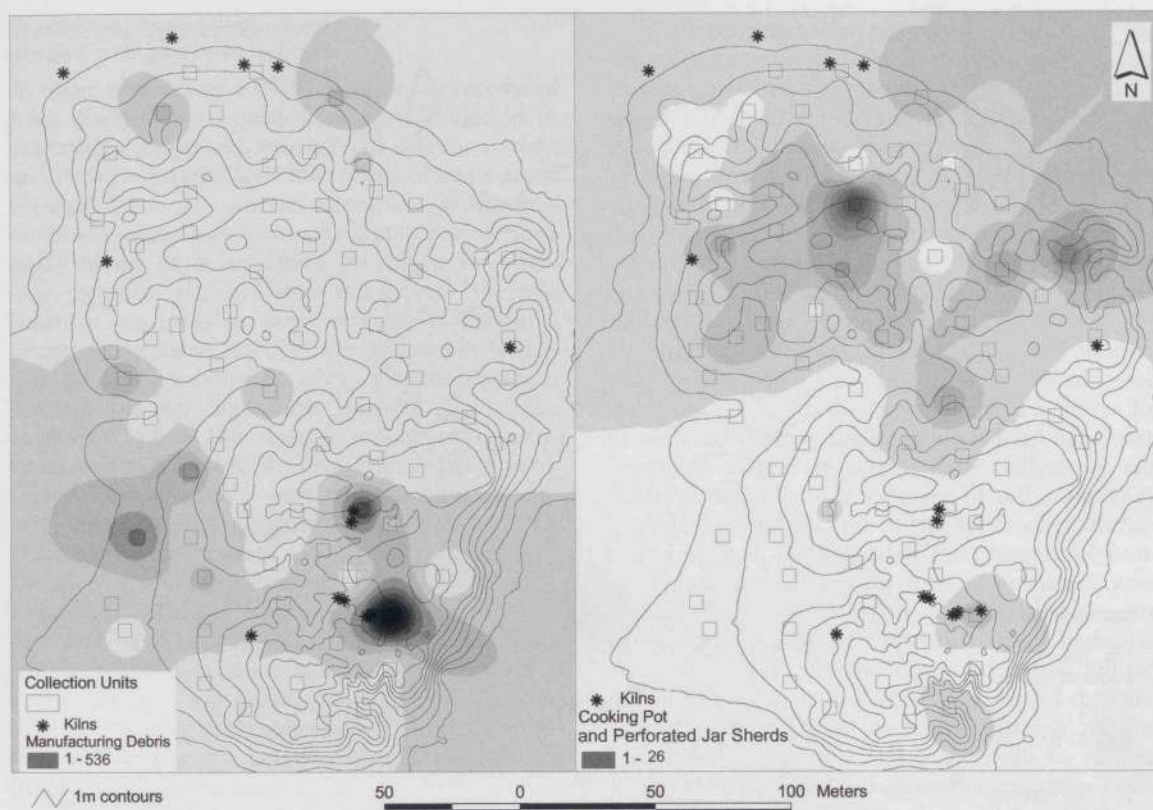 N
Collection Units
Kilns
Manufacturing Debris
1 - 536
Kilns
Cooking Pot
and Perforated Jar Sherds
1 - 26
1m contours
50 0 50 100 Meters